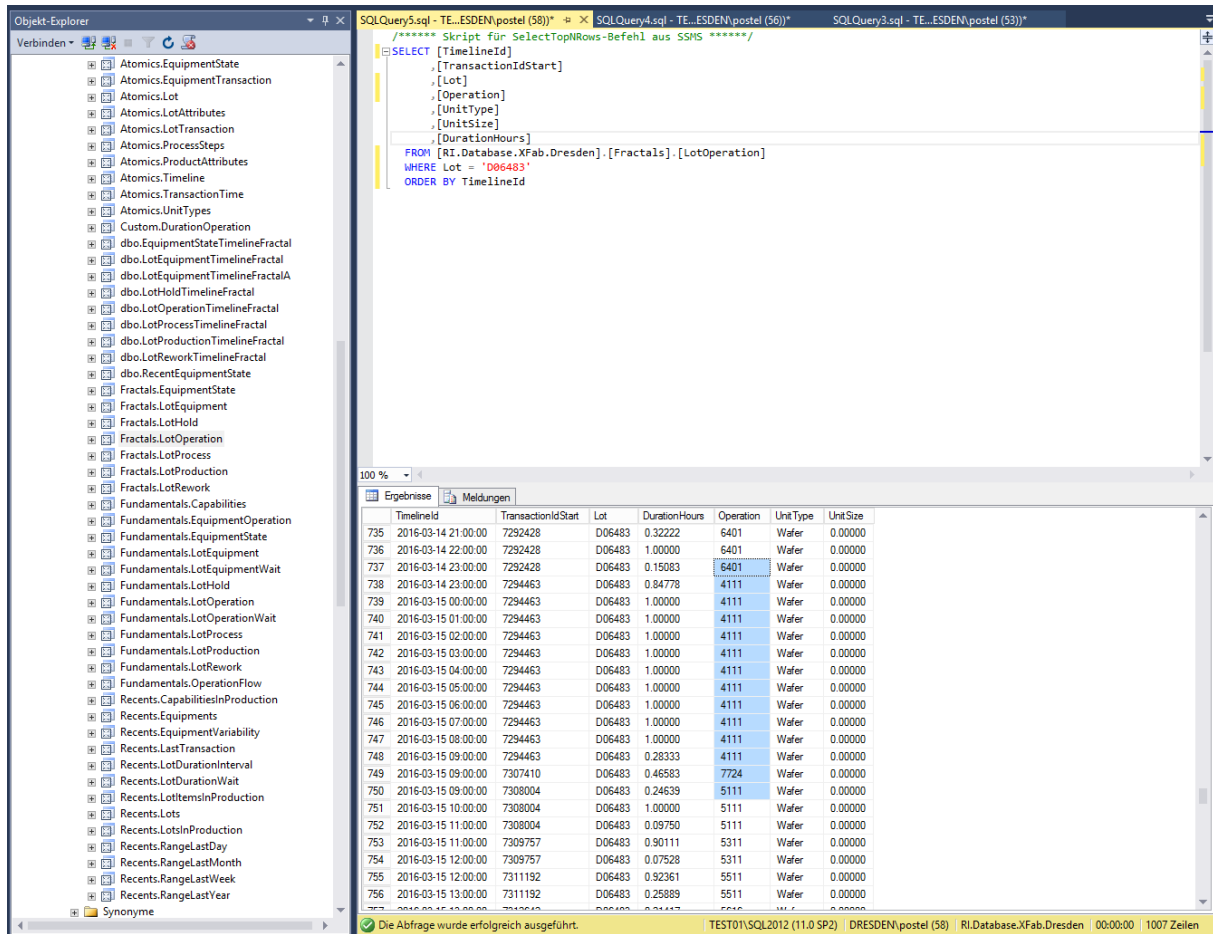 Objekt-Explorer
Verbinden
Atomics.EquipmentState
Atomics.EquipmentTransaction
Atomics.Lot
Atomics.LotAttributes
Atomics.LotTransaction
Atomics.ProcessSteps
Atomics.ProductAttributes
Atomics.Timeline
Atomics.TransactionTime
Atomics.UnitTypes
Custom.DurationOperation
dbo.EquipmentStateTimelineFractal
dbo.LotEquipmentTimelineFractal
dbo.LotEquipmentTimelineFractalA
dbo.LotHoldTimelineFractal
dbo.LotOperationTimelineFractal
dbo.LotProcessTimelineFractal
dbo.LotProductionTimelineFractal
dbo.LotReworkTimelineFractal
dbo.RecentEquipmentState
Fractals.EquipmentState
Fractals.LotEquipment
Fractals.LotHold
Fractals.LotOperation
Fractals.LotProcess
Fractals.LotProduction
Fractals.LotRework
Fundamentals.Capabilities
Fundamentals.EquipmentOperation
Fundamentals.EquipmentState
Fundamentals.LotEquipment
Fundamentals.LotEquipmentWait
Fundamentals.LotHold
Fundamentals.LotOperation
Fundamentals.LotOperationWait
Fundamentals.LotProcess
Fundamentals.LotProduction
Fundamentals.LotRework
Fundamentals.OperationFlow
Recents.CapabilitiesInProduction
Recents.Equipments
Recents.EquipmentVariability
Recents.LastTransaction
Recents.LotDurationInterval
Recents.LotDurationWait
Recents.LotItemsInProduction
Recents.Lots
Recents.LotsInProduction
Recents.RangeLastDay
Recents.RangeLastMonth
Recents.RangeLastWeek
Recents.RangeLastYear
Synonyme
SQLQuery5.sql - TE...ESDEN\postel (58))* SQLQuery4.sql - TE...ESDEN\postel (56))* SQLQuery3.sql - TE...ESDEN\postel (53))*
/****** Skript für SelectTopNRows-Befehl aus SSMS ******/
SELECT [TimelineId]
,[TransactionIdStart]
,[Lot]
,[Operation]
,[UnitType]
,[UnitSize]
,[DurationHours]
FROM [RI.Database.XFab.Dresden].[Fractals].[LotOperation]
WHERE Lot = 'D06483'
ORDER BY TimelineId
100 %
Ergebnisse Meldungen
TimelineId TransactionIdStart Lot DurationHours Operation UnitType UnitSize
735 2016-03-14 21:00:00 7292428 D06483 0.32222 6401 Wafer 0.00000
736 2016-03-14 22:00:00 7292428 D06483 1.00000 6401 Wafer 0.00000
737 2016-03-14 23:00:00 7292428 D06483 0.15083 6401 Wafer 0.00000
738 2016-03-14 23:00:00 7294463 D06483 0.84778 4111 Wafer 0.00000
739 2016-03-15 00:00:00 7294463 D06483 1.00000 4111 Wafer 0.00000
740 2016-03-15 01:00:00 7294463 D06483 1.00000 4111 Wafer 0.00000
741 2016-03-15 02:00:00 7294463 D06483 1.00000 4111 Wafer 0.00000
742 2016-03-15 03:00:00 7294463 D06483 1.00000 4111 Wafer 0.00000
743 2016-03-15 04:00:00 7294463 D06483 1.00000 4111 Wafer 0.00000
744 2016-03-15 05:00:00 7294463 D06483 1.00000 4111 Wafer 0.00000
745 2016-03-15 06:00:00 7294463 D06483 1.00000 4111 Wafer 0.00000
746 2016-03-15 07:00:00 7294463 D06483 1.00000 4111 Wafer 0.00000
747 2016-03-15 08:00:00 7294463 D06483 1.00000 4111 Wafer 0.00000
748 2016-03-15 09:00:00 7294463 D06483 0.28333 4111 Wafer 0.00000
749 2016-03-15 09:00:00 7307410 D06483 0.46583 7724 Wafer 0.00000
750 2016-03-15 09:00:00 7308004 D06483 0.24639 5111 Wafer 0.00000
751 2016-03-15 10:00:00 7308004 D06483 1.00000 5111 Wafer 0.00000
752 2016-03-15 11:00:00 7308004 D06483 0.09750 5111 Wafer 0.00000
753 2016-03-15 11:00:00 7309757 D06483 0.90111 5311 Wafer 0.00000
754 2016-03-15 12:00:00 7309757 D06483 0.07528 5311 Wafer 0.00000
755 2016-03-15 12:00:00 7311192 D06483 0.92361 5511 Wafer 0.00000
756 2016-03-15 13:00:00 7311192 D06483 0.25889 5511 Wafer 0.00000
Die Abfrage wurde erfolgreich ausgeführt. TEST01\SQL2012 (11.0 SP2) DRESDEN\postel (58) RI.Database.XFab.Dresden 00:00:00 1007 Zeilen